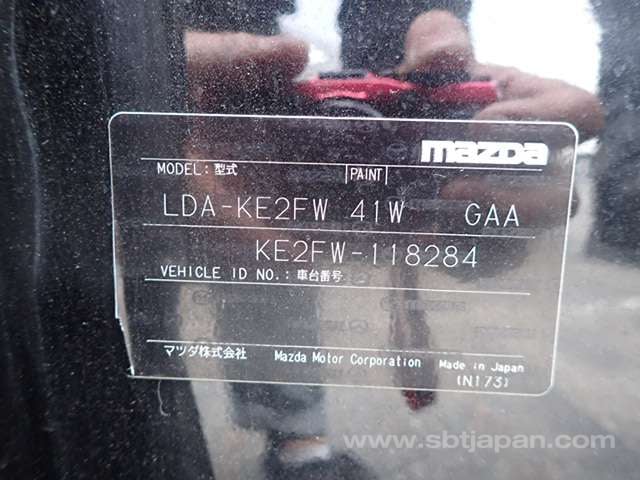 mazda
MODEL: 型式 PAINT
LDA-KE2FW 41W GAA
KE2FW-118284
VEHICLE ID NO.: 車台番号
マツダ株式会社 Mazda Motor Corporation Made in Japan
(N173)
www.sbtjapan.com